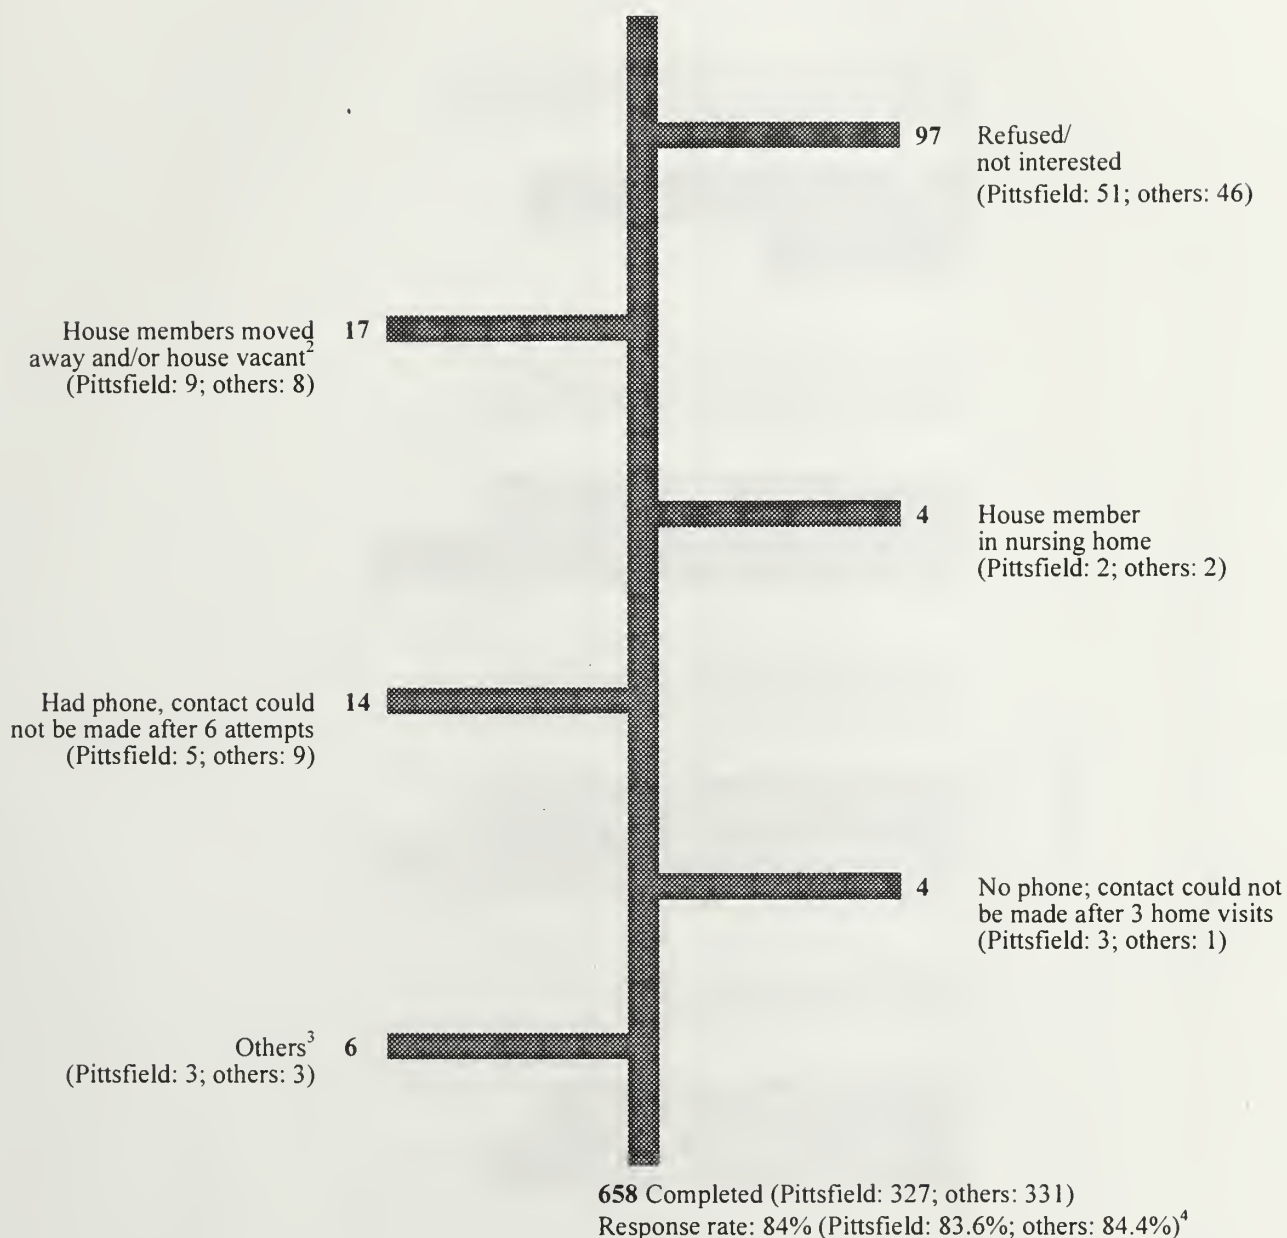 97 Refused/
not interested
(Pittsfield: 51; others: 46)
House members moved 17
away and/or house vacant²
(Pittsfield: 9; others: 8)
4 House member
in nursing home
(Pittsfield: 2; others: 2)
Had phone, contact could 14
not be made after 6 attempts
(Pittsfield: 5; others: 9)
4 No phone; contact could not
be made after 3 home visits
(Pittsfield: 3; others: 1)
Others³ 6
(Pittsfield: 3; others: 3)
658 Completed (Pittsfield: 327; others: 331)
Response rate: 84% (Pittsfield: 83.6%; others: 84.4%)⁴